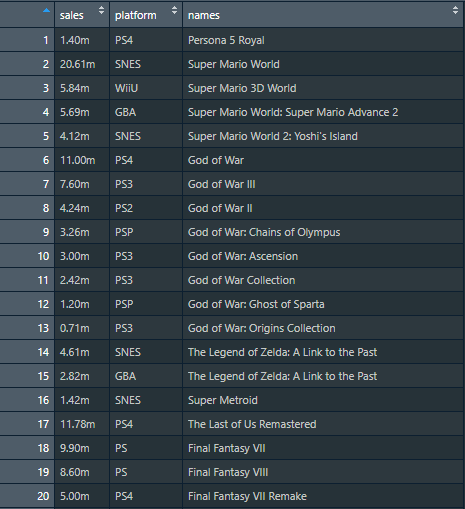 sales platform names
1 1.40m PS4 Persona 5 Royal
2 20.61m SNES Super Mario World
3 5.84m WiiU Super Mario 3D World
4 5.69m GBA Super Mario World: Super Mario Advance 2
5 4.12m SNES Super Mario World 2: Yoshi's Island
6 11.00m PS4 God of War
7 7.60m PS3 God of War III
8 4.24m PS2 God of War II
9 3.26m PSP God of War: Chains of Olympus
10 3.00m PS3 God of War: Ascension
11 2.42m PS3 God of War Collection
12 1.20m PSP God of War: Ghost of Sparta
13 0.71m PS3 God of War: Origins Collection
14 4.61m SNES The Legend of Zelda: A Link to the Past
15 2.82m GBA The Legend of Zelda: A Link to the Past
16 1.42m SNES Super Metroid
17 11.78m PS4 The Last of Us Remastered
18 9.90m PS Final Fantasy VII
19 8.60m PS Final Fantasy VIII
20 5.00m PS4 Final Fantasy VII Remake